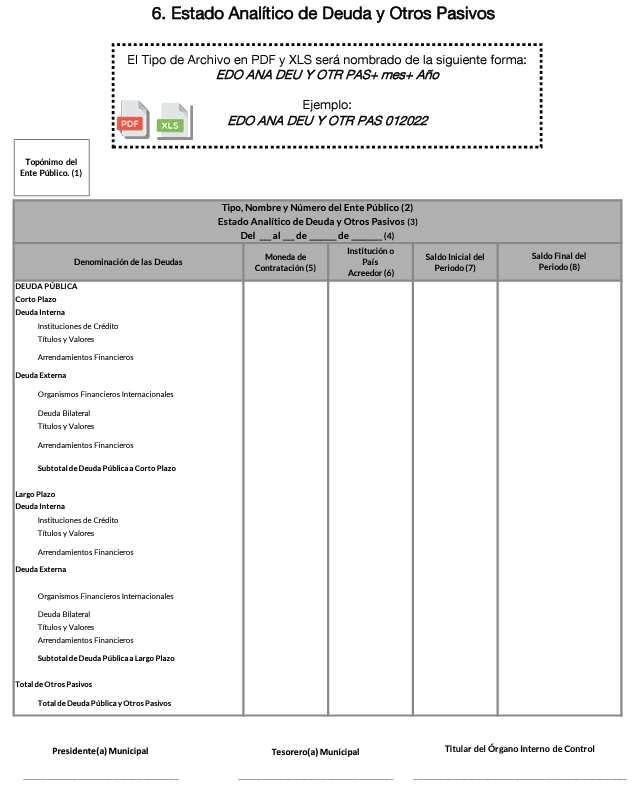 6. Estado Analítico de Deuda y Otros Pasivos
El Tipo de Archivo en PDF y XLS será nombrado de la siguiente forma:
EDO ANA DEU Y OTR PAS+ mes+ Año
Ejemplo:
EDO ANA DEU Y OTR PAS 012022
PDF
XLS
Topónimo del
Ente Público. (1)
Tipo, Nombre y Número del Ente Público (2)
Estado Analítico de Deuda y Otros Pasivos (3)
Del ___ al ___ de ______ de _______ (4)
Denominación de las Deudas
Moneda de
Contratación (5)
Institución o
País
Acreedor (6)
Saldo Inicial del
Periodo (7)
Saldo Final del
Periodo (8)
DEUDA PÚBLICA
Corto Plazo
Deuda Interna
Instituciones de Crédito
Títulos y Valores
Arrendamientos Financieros
Deuda Externa
Organismos Financieros Internacionales
Deuda Bilateral
Títulos y Valores
Arrendamientos Financieros
Subtotal de Deuda Pública a Corto Plazo
Largo Plazo
Deuda Interna
Instituciones de Crédito
Títulos y Valores
Arrendamientos Financieros
Deuda Externa
Organismos Financieros Internacionales
Deuda Bilateral
Títulos y Valores
Arrendamientos Financieros
Subtotal de Deuda Pública a Largo Plazo
Total de Otros Pasivos
Total de Deuda Pública y Otros Pasivos
Presidente(a) Municipal
Tesorero(a) Municipal
Titular del Órgano Interno de Control